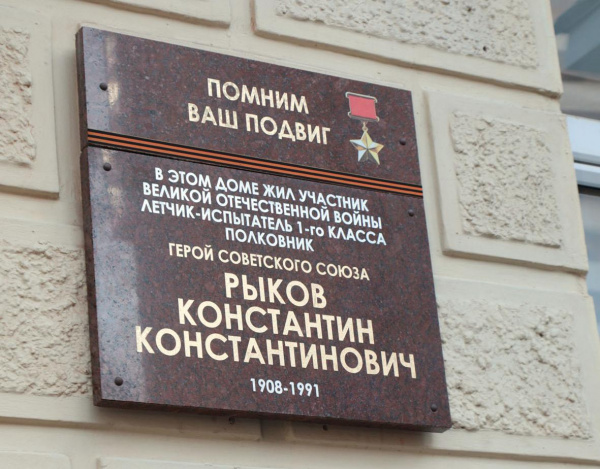 ПОМНИМ
ВАШ ПОДВИГ
В ЭТОМ ДОМЕ ЖИЛ УЧАСТНИК
ВЕЛИКОЙ ОТЕЧЕСТВЕННОЙ ВОЙНЫ
ЛЕТЧИК-ИСПЫТАТЕЛЬ 1-го КЛАССА
ПОЛКОВНИК
ГЕРОЙ СОВЕТСКОГО СОЮЗА
РЫКОВ
КОНСТАНТИН
КОНСТАНТИНОВИЧ
1908-1991